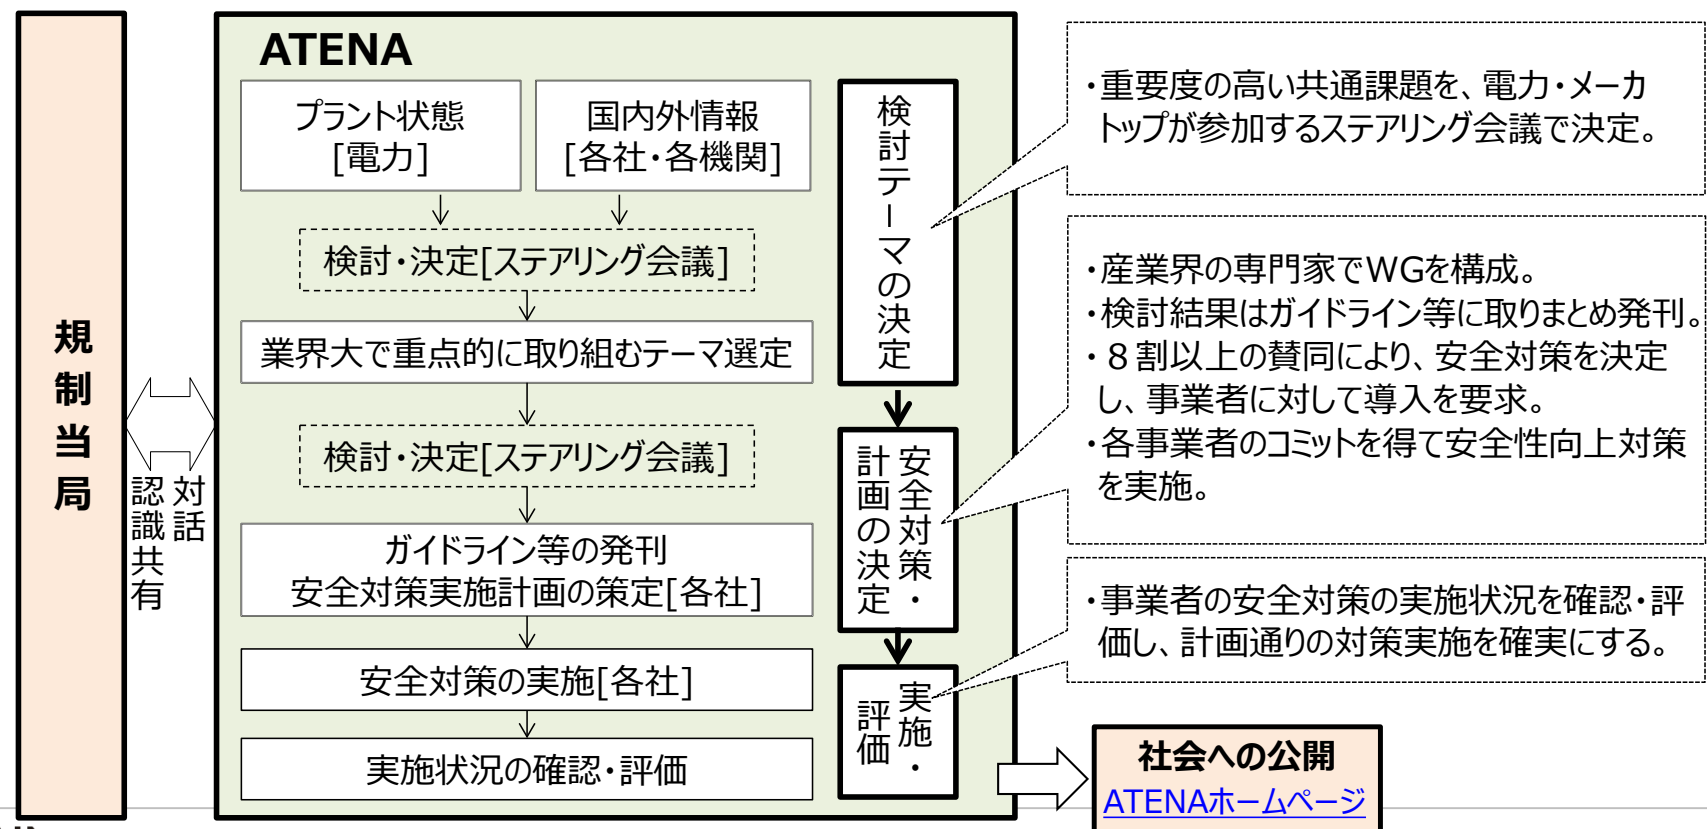 規制当局
対話
認識共有
ATENA
プラント状態
[電力]
国内外情報
[各社・各機関]
検討・決定[ステアリング会議]
業界大で重点的に取り組むテーマ選定
検討・決定[ステアリング会議]
ガイドライン等の発刊
安全対策実施計画の策定[各社]
安全対策の実施[各社]
実施状況の確認・評価
検討テーマの決定
安全対策・
計画の決定
実施・
評価
・重要度の高い共通課題を、電力・メーカ
トップが参加するステアリング会議で決定。
・産業界の専門家でWGを構成。
・検討結果はガイドライン等に取りまとめ発刊。
・８割以上の賛同により、安全対策を決定
し、事業者に対して導入を要求。
・各事業者のコミットを得て安全性向上対策
を実施。
・事業者の安全対策の実施状況を確認・評
価し、計画通りの対策実施を確実にする。
社会への公開
ATENAホームページ